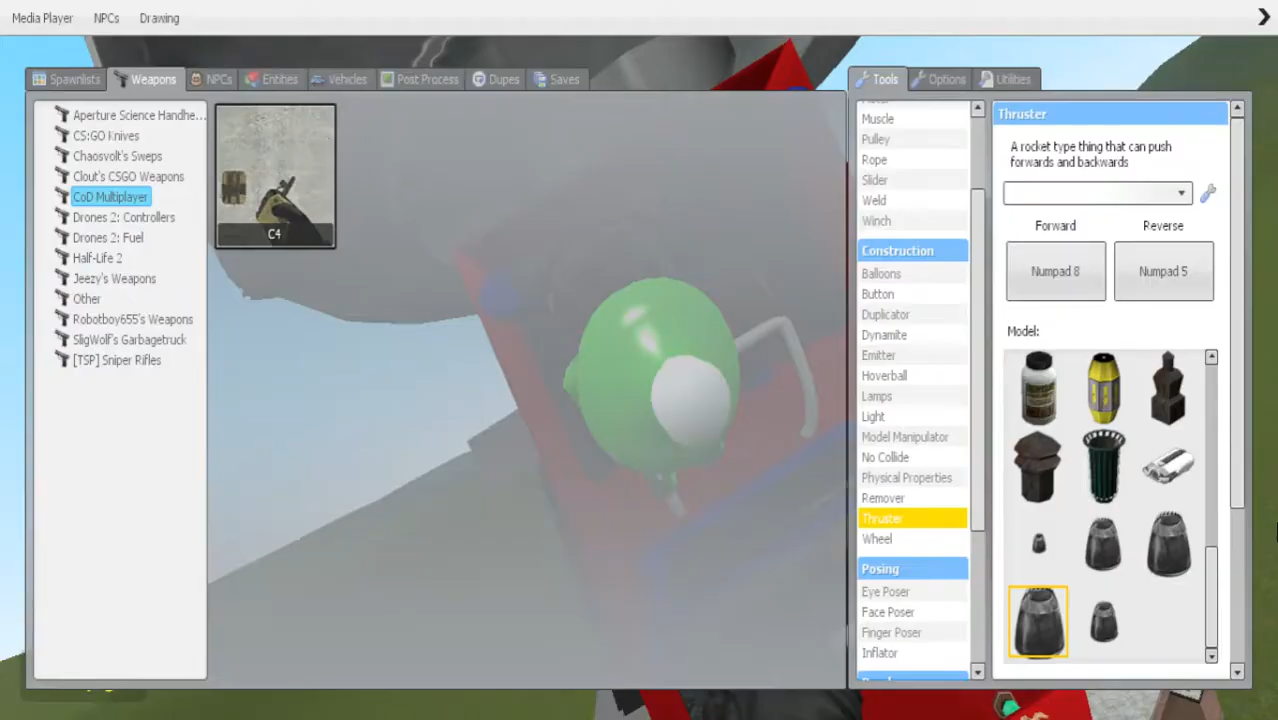 Media Player NPCs Drawing
Spawnlists Weapons NPCs Entities Vehicles Post Process Dupes Saves
Aperture Science Handhe...
CS:GO Knives
Chaosvolt's Sweps
Clout's CSGO Weapons
CoD Multiplayer
Drones 2: Controllers
Drones 2: Fuel
Half-Life 2
Jeezy's Weapons
Other
Robotboy655's Weapons
SligWolf's Garbagetruck
[TSP] Sniper Rifles
C4
Tools Options Utilities
Muscle
Pulley
Rope
Slider
Weld
Winch
Construction
Balloons
Button
Duplicator
Dynamite
Emitter
Hoverball
Lamps
Light
Model Manipulator
No Collide
Physical Properties
Remover
Thruster
Wheel
Posing
Eye Poser
Face Poser
Finger Poser
Inflator
Thruster
A rocket type thing that can push
forwards and backwards
Forward Reverse
Numpad 8 Numpad 5
Model: